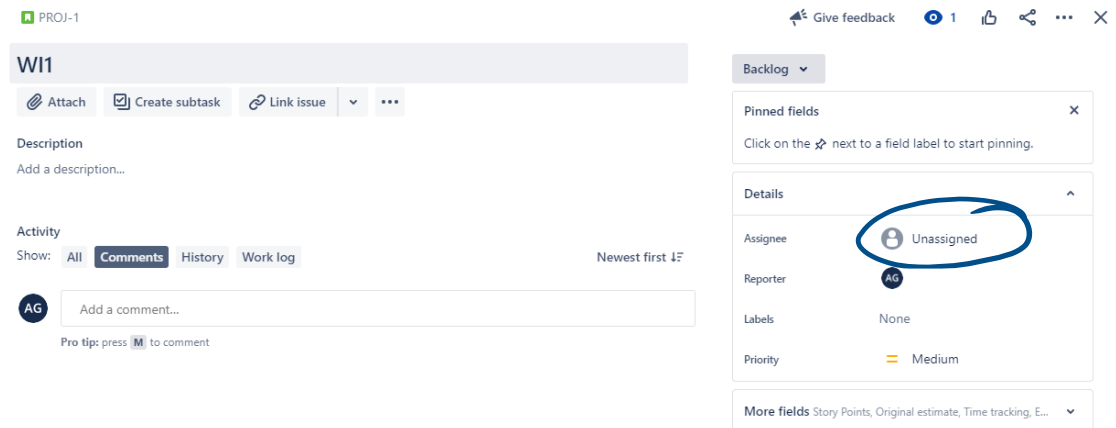 PROJ-1
Give feedback
1
WI1
Attach
Create subtask
Link issue
Description
Add a description...
Activity
Show: All Comments History Work log
Newest first
AG Add a comment...
Pro tip: press M to comment
Backlog
Pinned fields
Click on the next to a field label to start pinning.
Details
Assignee Unassigned
Reporter AG
Labels None
Priority Medium
More fields Story Points, Original estimate, Time tracking, E...